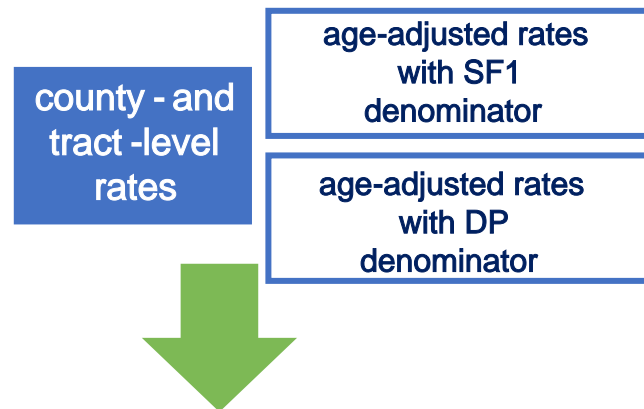 county - and
tract -level
rates
age-adjusted rates
with SF1
denominator
age-adjusted rates
with DP
denominator